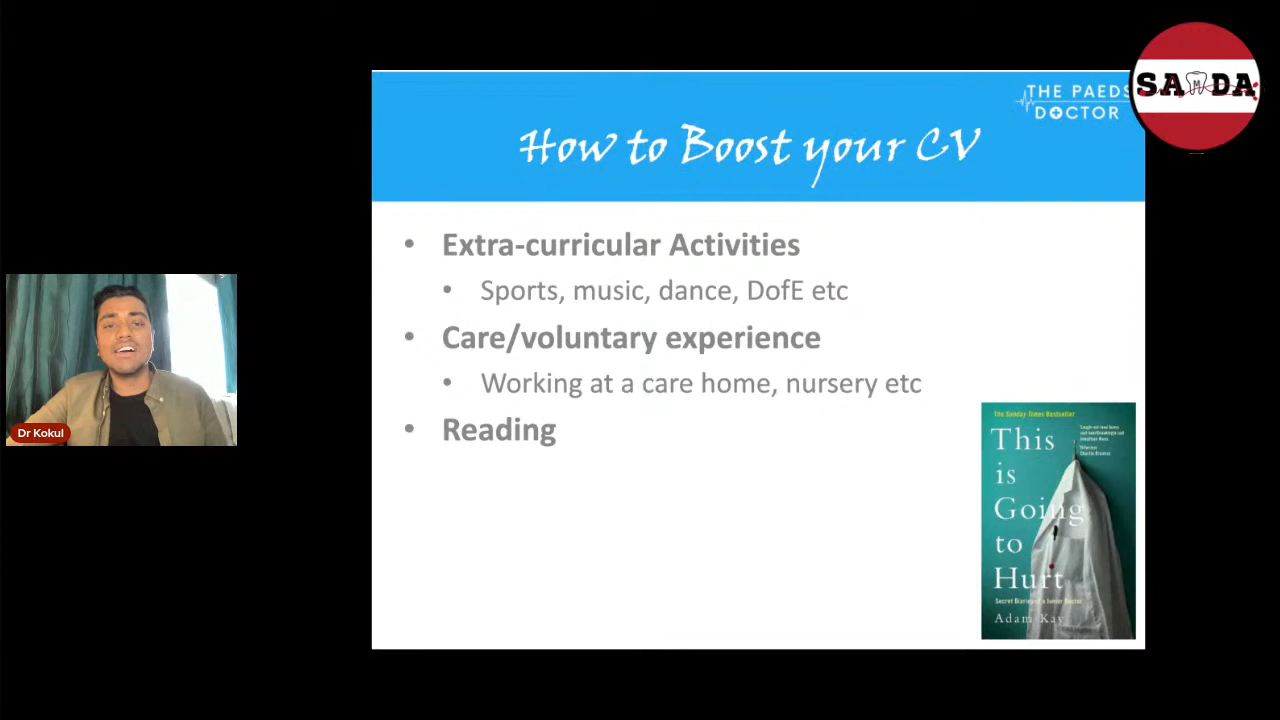 THE PAEDS
DOCTOR
SAMDA
How to Boost your CV
• Extra-curricular Activities
• Sports, music, dance, DofE etc
• Care/voluntary experience
• Working at a care home, nursery etc
• Reading
Dr Kokul
The Sunday Times Bestseller
This
is
Going
to
Hurt
Secret Diaries of a Junior Doctor
Adam Kay